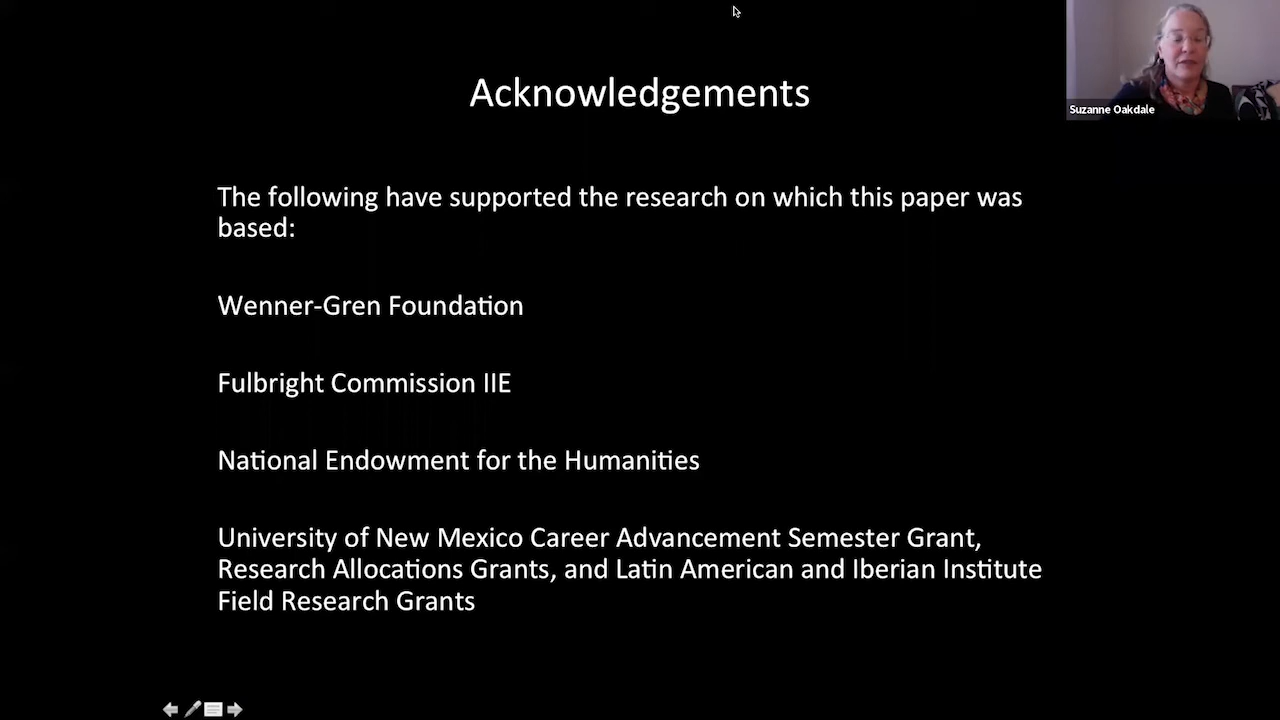 Acknowledgements
Suzanne Oakdale
The following have supported the research on which this paper was
based:
Wenner-Gren Foundation
Fulbright Commission IIE
National Endowment for the Humanities
University of New Mexico Career Advancement Semester Grant,
Research Allocations Grants, and Latin American and Iberian Institute
Field Research Grants